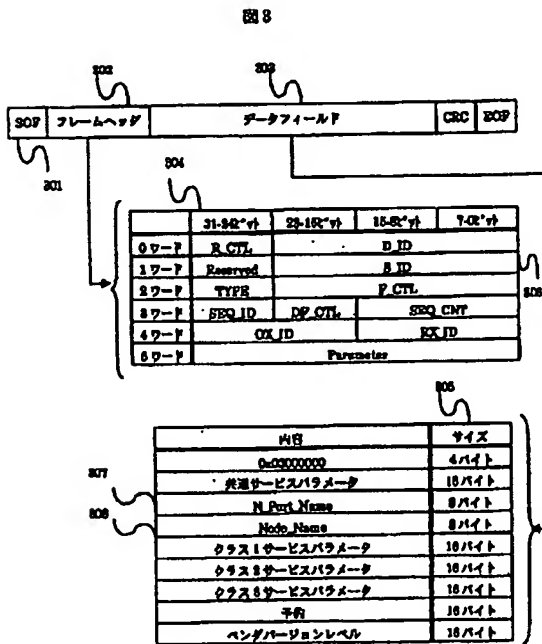 図 3
302
303
SOF フレームヘッダ データフィールド CRC EOF
301
304
31-24ビット 23-16ビット 15-8ビット 7-0ビット
0ワード R_CTL D_ID
1ワード Reserved S_ID
2ワード TYPE F_CTL
3ワード SEQ_ID DF_CTL SEQ_CNT
4ワード OX_ID RX_ID
5ワード Parameter
305
内容 サイズ
0x03000000 4バイト
共通サービスパラメータ 16バイト
307
N_Port_Name 8バイト
Node_Name 8バイト
クラス1サービスパラメータ 16バイト
クラス2サービスパラメータ 16バイト
クラス3サービスパラメータ 16バイト
予約 16バイト
ベンダバージョンレベル 16バイト